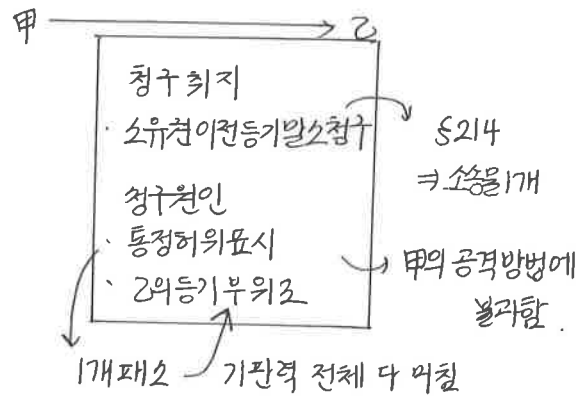 甲 → 乙
청구취지
· 소유권이전등기말소청구
§214
⇒ 소송물1개
청구원인
· 통정허위표시
· 乙의 등기부위조
甲의 공격방법에
불과함.
1개패소
기판력 전체 다 미침